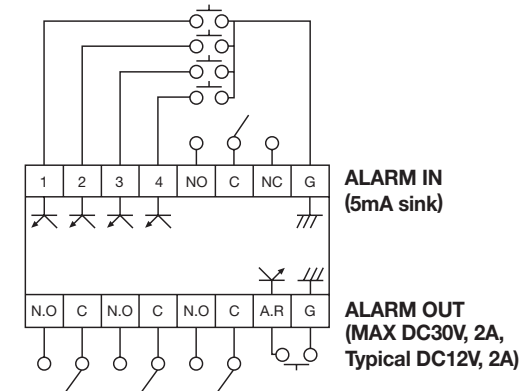 1 2 3 4 NO C NC G
ALARM IN
(5mA sink)
N.O C N.O C N.O C A.R G
ALARM OUT
(MAX DC30V, 2A,
Typical DC12V, 2A)